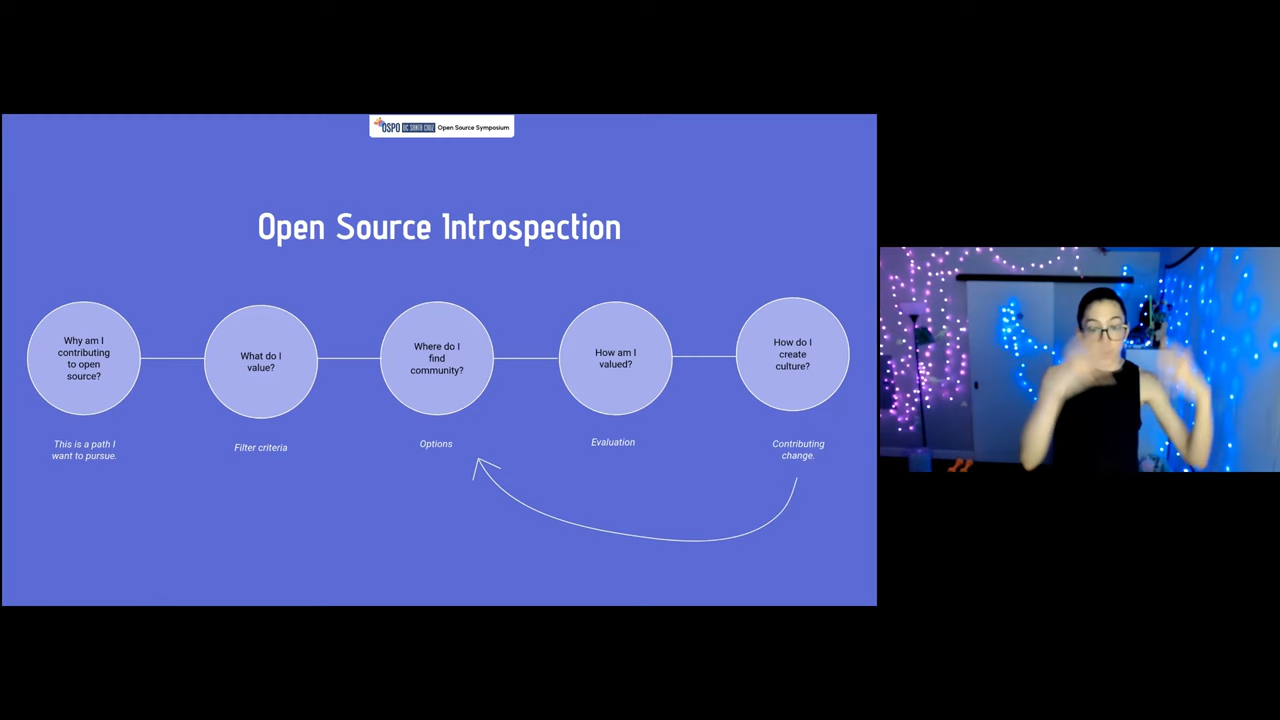 OSPO UC SANTA CRUZ Open Source Symposium
Open Source Introspection
Why am I
contributing
to open
source?
What do I
value?
Where do I
find
community?
How am I
valued?
How do I
create
culture?
This is a path I
want to pursue.
Filter criteria
Options
Evaluation
Contributing
change.